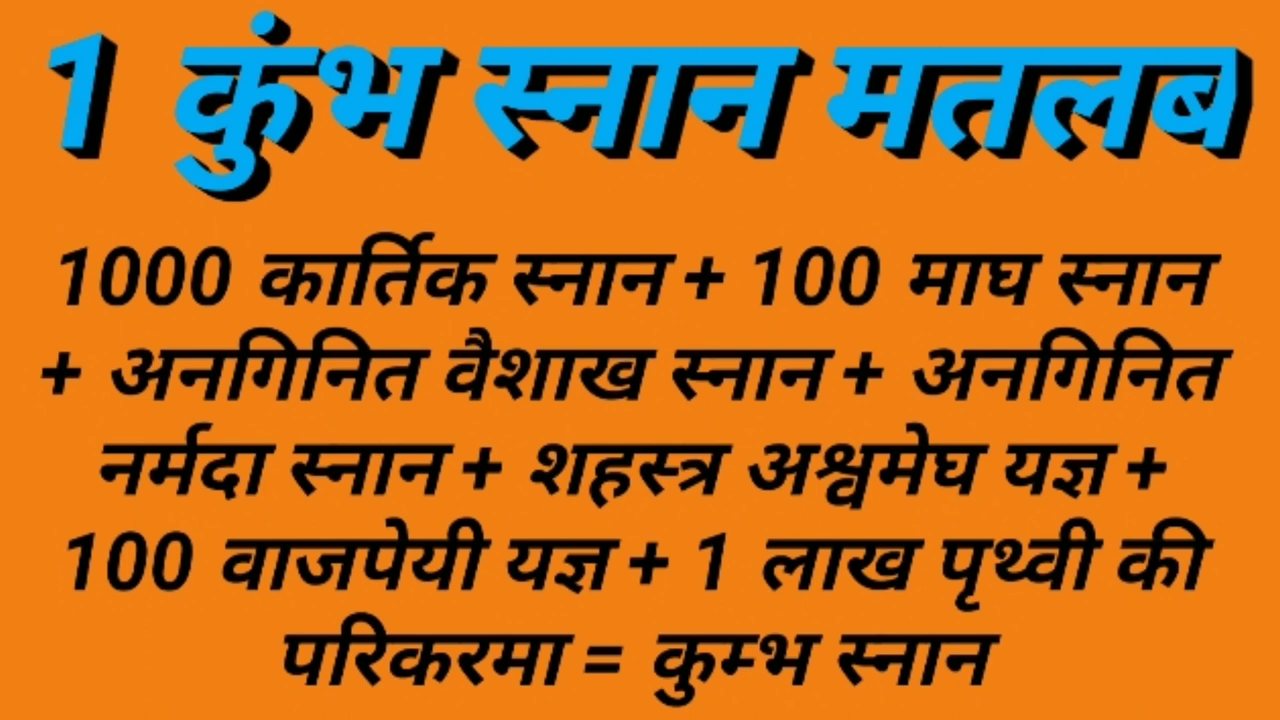 1 कुंभ स्नान मतलब
1000 कार्तिक स्नान + 100 माघ स्नान
+ अनगिनित वैशाख स्नान + अनगिनित
नर्मदा स्नान + शहस्त्र अश्वमेघ यज्ञ +
100 वाजपेयी यज्ञ + 1 लाख पृथ्वी की
परिकरमा = कुम्भ स्नान